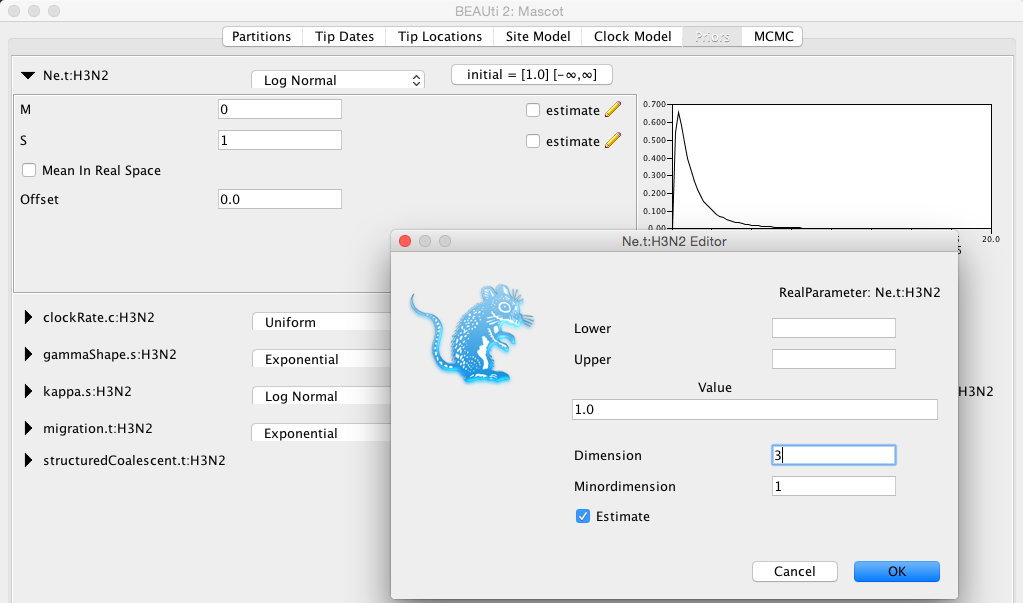 BEAUti 2: Mascot
Partitions Tip Dates Tip Locations Site Model Clock Model Priors MCMC
Ne.t:H3N2 Log Normal initial = [1.0] [-∞,∞]
M 0 estimate
S 1 estimate
Mean In Real Space
Offset 0.0
0.700
0.600
0.500
0.400
0.300
0.200
0.100
0.00
20.0
Ne.t:H3N2 Editor
RealParameter: Ne.t:H3N2
Lower
Upper
Value
1.0
Dimension 3
Minordimension 1
Estimate
Cancel OK
clockRate.c:H3N2 Uniform
gammaShape.s:H3N2 Exponential
kappa.s:H3N2 Log Normal H3N2
migration.t:H3N2 Exponential
structuredCoalescent.t:H3N2